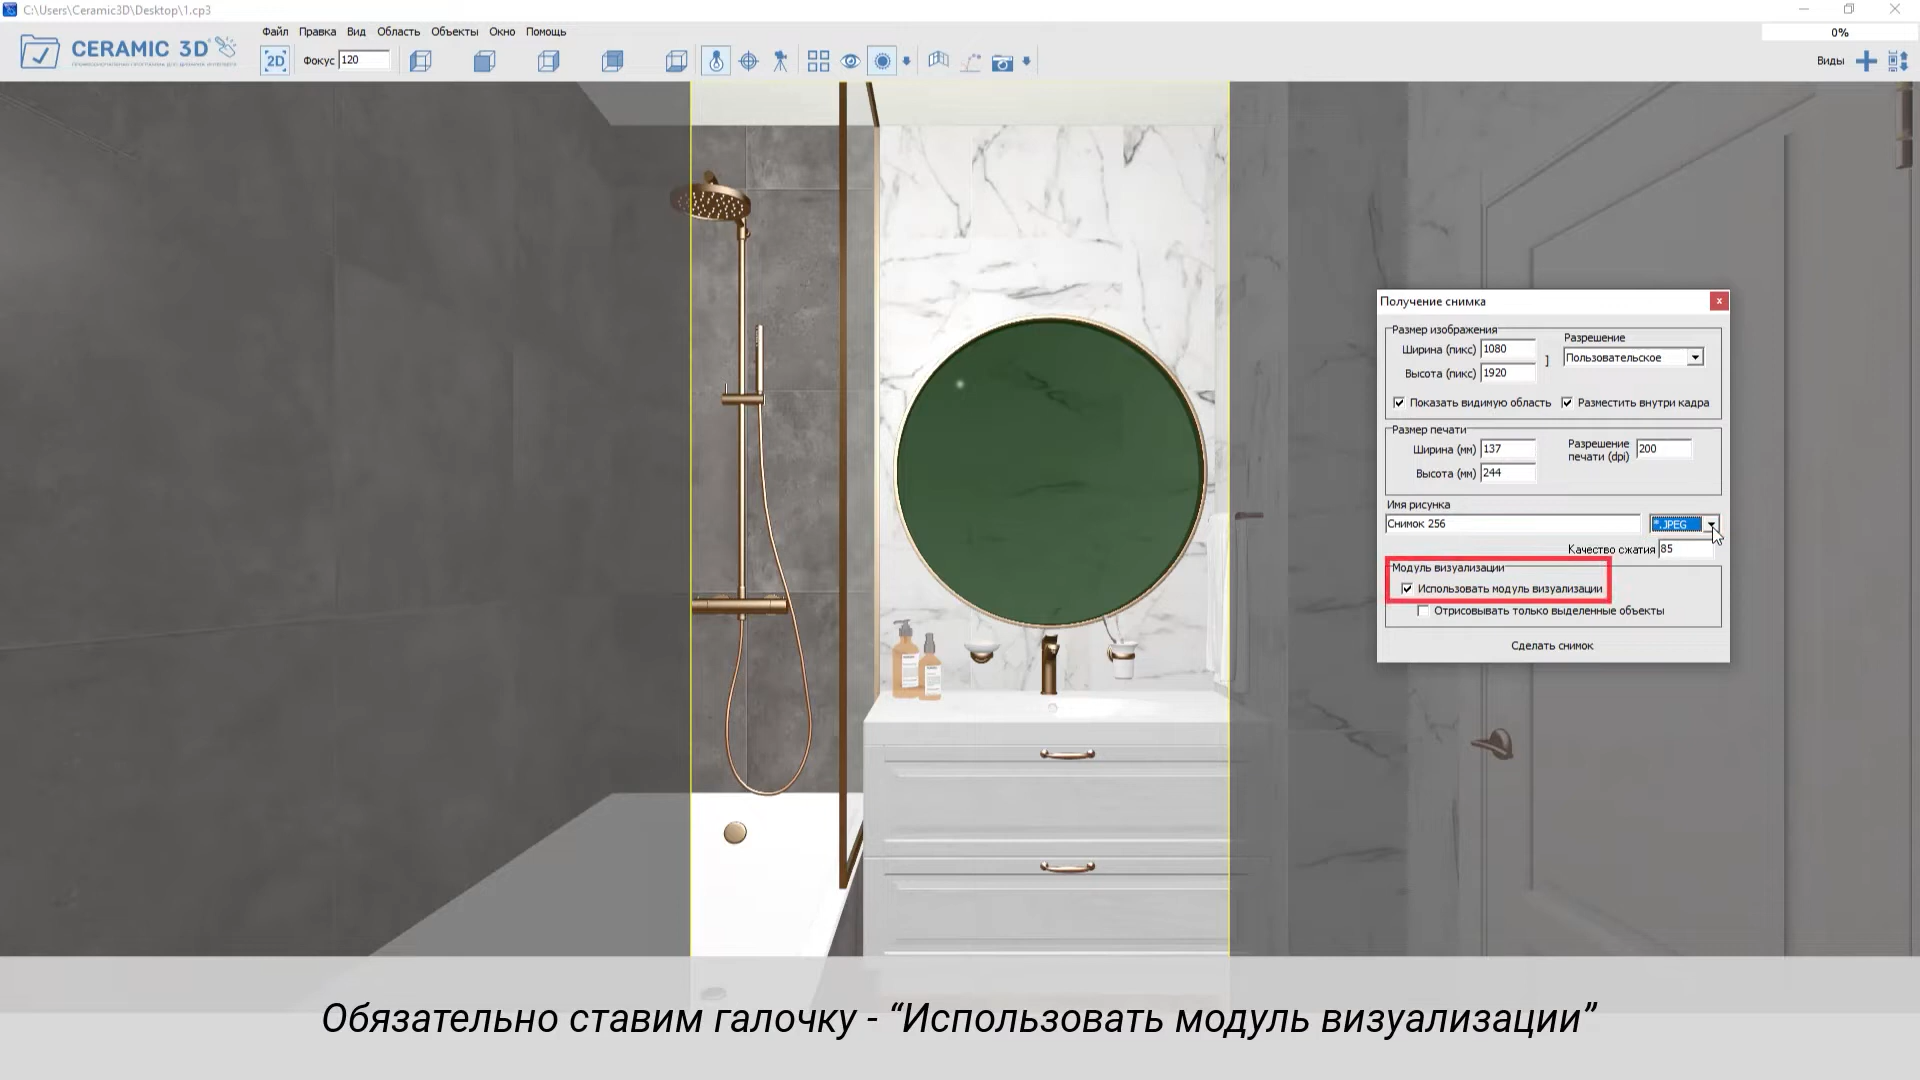 C:\Users\Ceramic3D\Desktop\1.cp3
Файл Правка Вид Область Объекты Окно Помощь
0%
CERAMIC 3D
2D Фокус 120
Виды
Получение снимка
x
Размер изображения
Ширина (пикс) 1080
Высота (пикс) 1920
]
Разрешение
Пользовательское
Показать видимую область Разместить внутри кадра
Размер печати
Ширина (мм) 137
Высота (мм) 244
Разрешение
печати (dpi) 200
Имя рисунка
Снимок 256 *.JPEG
Качество сжатия 85
Модуль визуализации
Использовать модуль визуализации
Отрисовывать только выделенные объекты
Сделать снимок
Обязательно ставим галочку - “Использовать модуль визуализации”